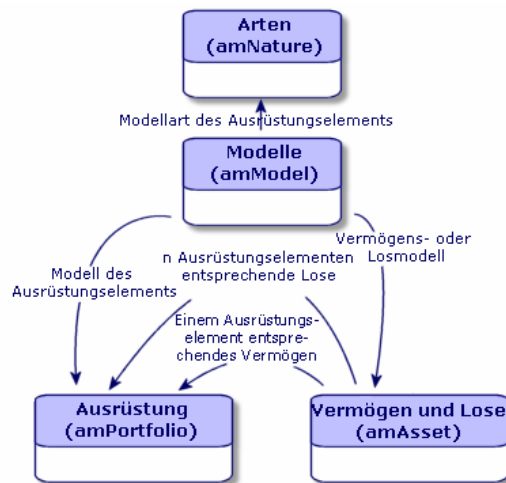 Arten
(amNature)
Modellart des Ausrüstungselements
Modelle
(amModel)
Vermögens- oder
Losmodell
n Ausrüstungselementen
entsprechende Lose
Modell des
Ausrüstungselements
Einem Ausrüstungs-
element entspre-
chendes Vermögen
Ausrüstung
(amPortfolio)
Vermögen und Lose
(amAsset)